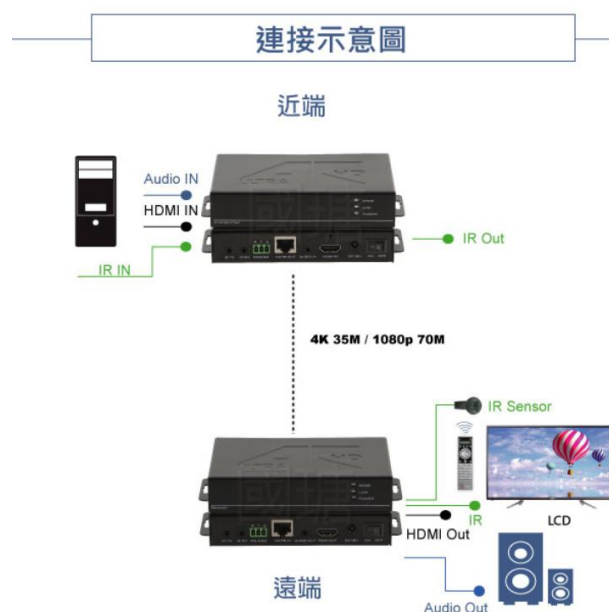 連接示意圖
近端
Audio IN
HDMI IN
IR IN
IR Out
4K 35M / 1080p 70M
IR Sensor
IR
LCD
HDMI Out
遠端
Audio Out